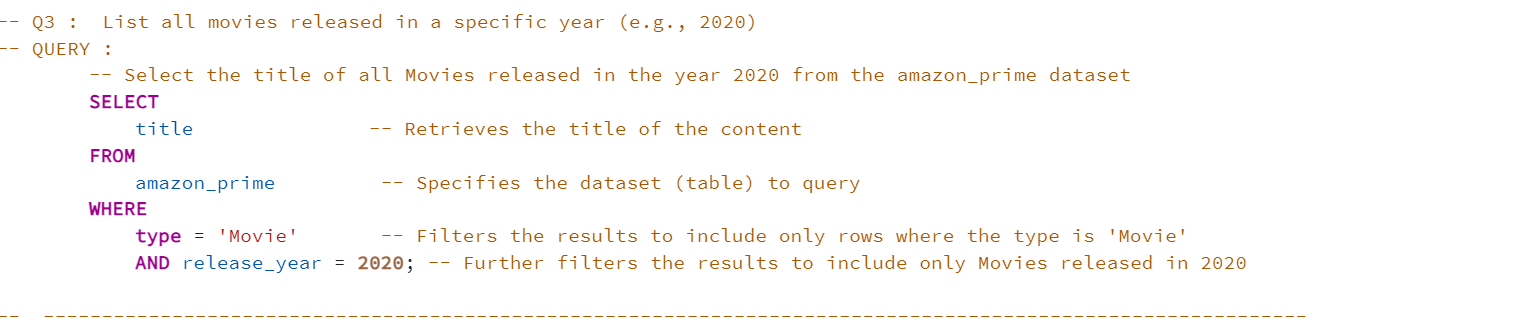 -- Q3 :  List all movies released in a specific year (e.g., 2020)
-- QUERY :
        -- Select the title of all Movies released in the year 2020 from the amazon_prime dataset
        SELECT
            title               -- Retrieves the title of the content
        FROM
            amazon_prime         -- Specifies the dataset (table) to query
        WHERE
            type = 'Movie'       -- Filters the results to include only rows where the type is 'Movie'
            AND release_year = 2020; -- Further filters the results to include only Movies released in 2020
--  ------------------------------------------------------------------------------------------------------------